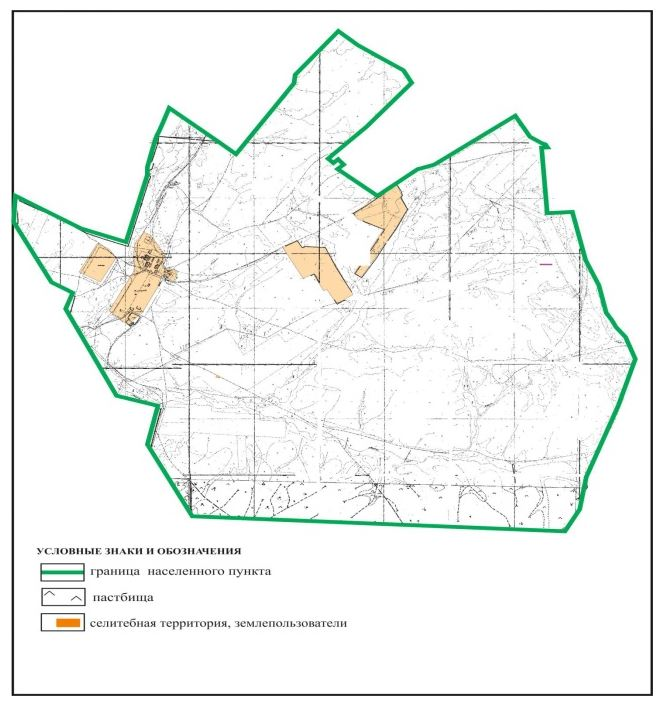 УСЛОВНЫЕ ЗНАКИ И ОБОЗНАЧЕНИЯ
граница населенного пункта
пастбища
селитебная территория, землепользователи